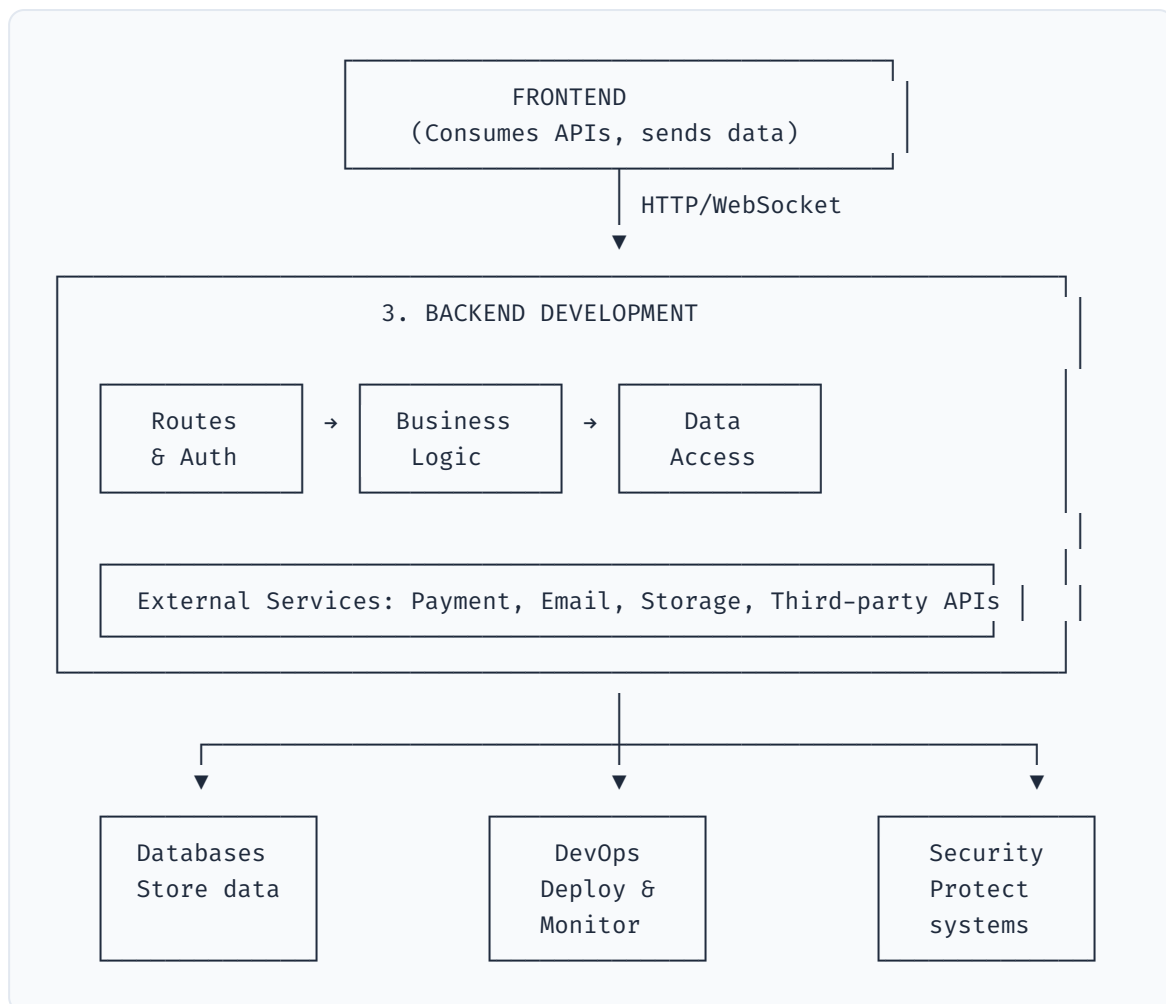 FRONTEND
(Consumes APIs, sends data)
HTTP/WebSocket
3. BACKEND DEVELOPMENT
Routes → Business → Data
& Auth Logic Access
External Services: Payment, Email, Storage, Third-party APIs
Databases DevOps Security
Store data Deploy & Protect
Monitor systems